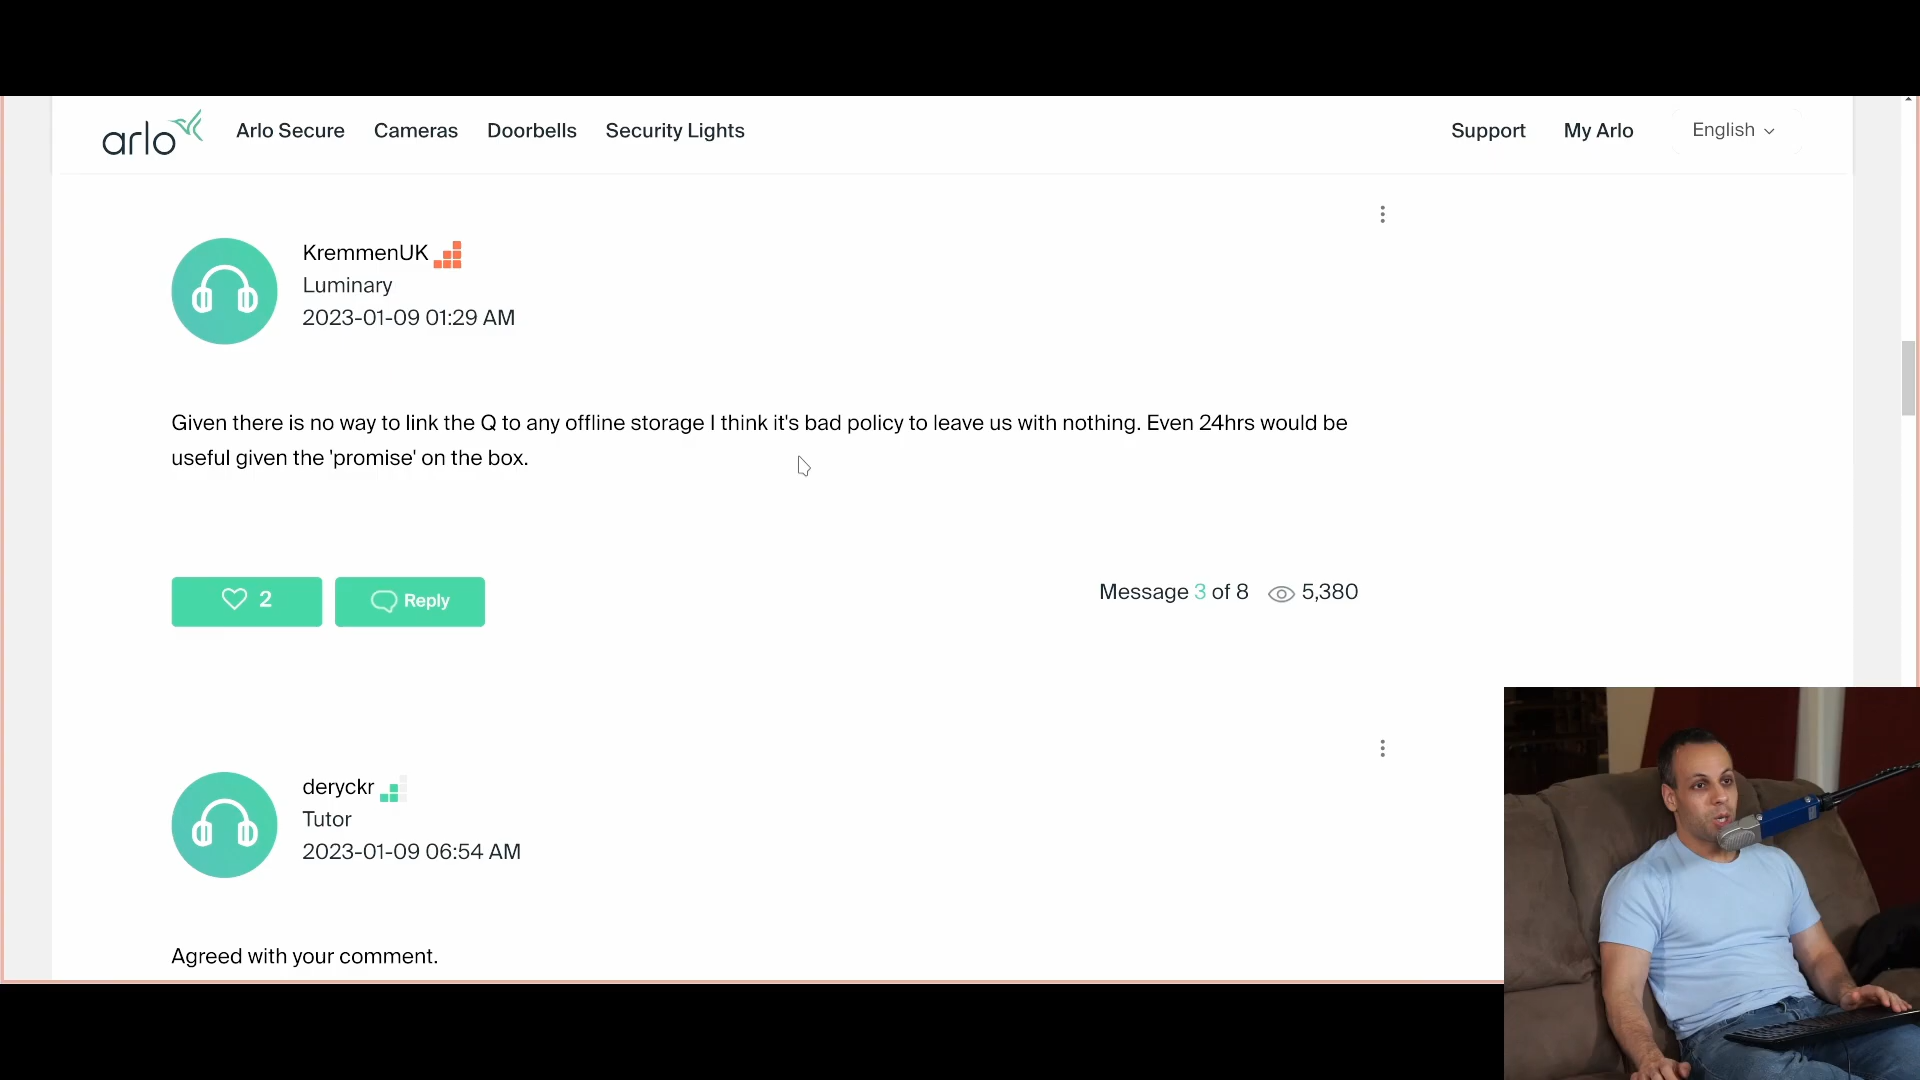 arlo
Arlo Secure
Cameras
Doorbells
Security Lights
Support
My Arlo
English
KremmenUK
Luminary
2023-01-09 01:29 AM
Given there is no way to link the Q to any offline storage I think it's bad policy to leave us with nothing. Even 24hrs would be
useful given the 'promise' on the box.
2
Reply
Message 3 of 8
5,380
deryckr
Tutor
2023-01-09 06:54 AM
Agreed with your comment.